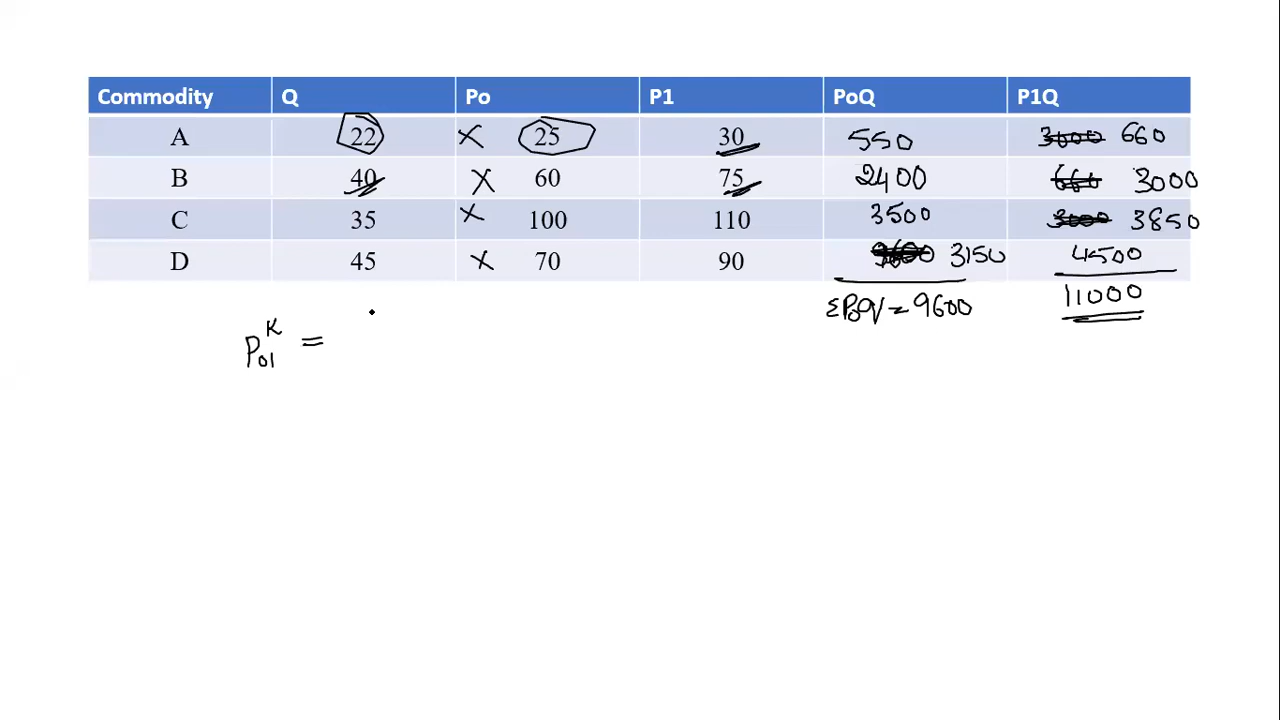 Commodity Q Po P1 PoQ P1Q
A 22 X 25 30 550 3000 660
B 40 X 60 75 2400 660 3000
C 35 X 100 110 3500 3000 3850
D 45 X 70 90 3150 4500
ΣP₀q = 9600 11000
P₀₁ᴷ =